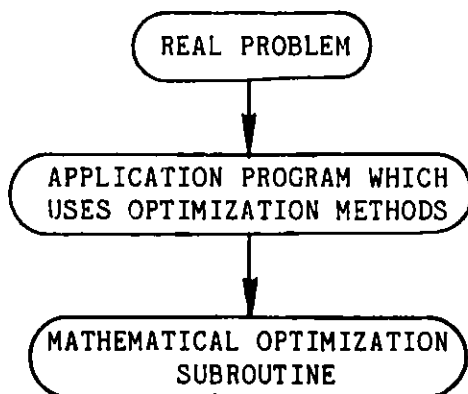 REAL PROBLEM
APPLICATION PROGRAM WHICH
USES OPTIMIZATION METHODS
MATHEMATICAL OPTIMIZATION
SUBROUTINE